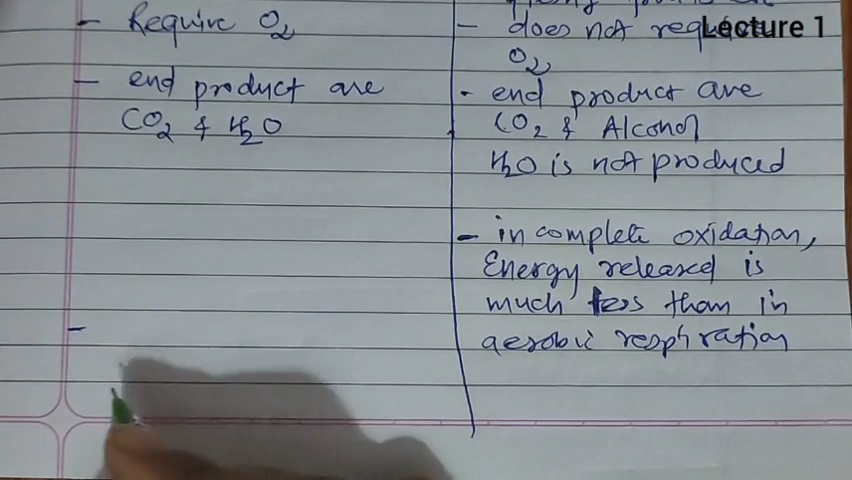 - Require O2
- end product are
CO2 & H2O
-
- does not
O2
- end product are
CO2 & Alcohol
H2O is not produced
- incomplete oxidation,
Energy released is
much less than in
aerobic respiration
Lecture 1